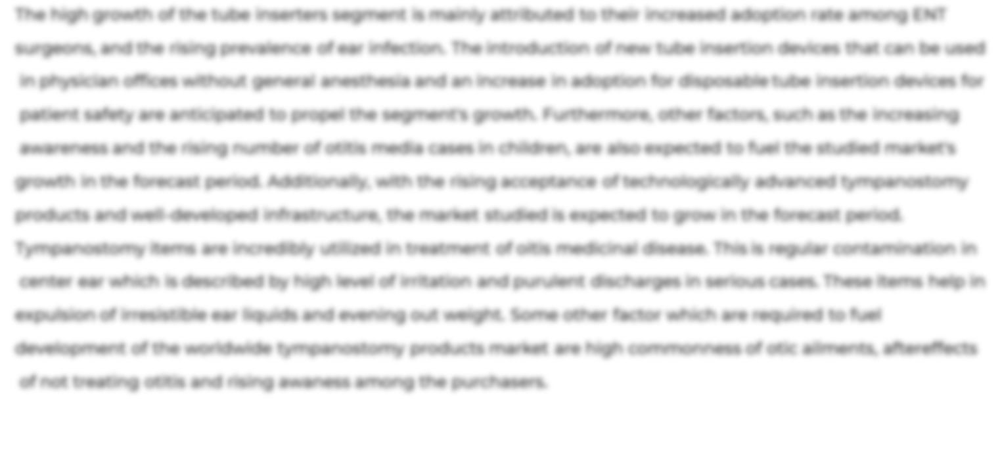 The high growth of the tube inserters segment is mainly attributed to their increased adoption rate among ENT
surgeons, and the rising prevalence of ear infection. The introduction of new tube insertion devices that can be used
in physician offices without general anesthesia and an increase in adoption for disposable tube insertion devices for
patient safety are anticipated to propel the segment's growth. Furthermore, other factors, such as the increasing
awareness and the rising number of otitis media cases in children, are also expected to fuel the studied market's
growth in the forecast period. Additionally, with the rising acceptance of technologically advanced tympanostomy
products and well-developed infrastructure, the market studied is expected to grow in the forecast period.
Tympanostomy items are incredibly utilized in treatment of oitis medicinal disease. This is regular contamination in
center ear which is described by high level of irritation and purulent discharges in serious cases. These items help in
expulsion of irresistible ear liquids and evening out weight. Some other factor which are required to fuel
development of the worldwide tympanostomy products market are high commonness of otic ailments, aftereffects
of not treating otitis and rising awaness among the purchasers.